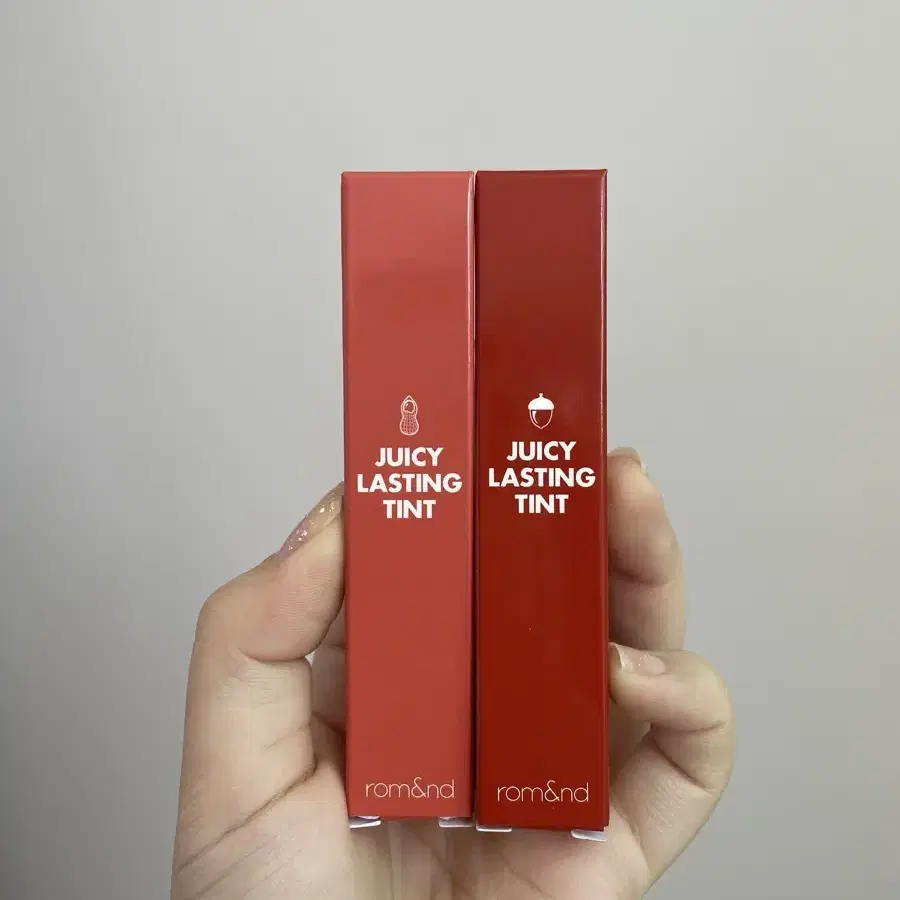 JUICY
LASTING
TINT
rom&nd
JUICY
LASTING
TINT
rom&nd